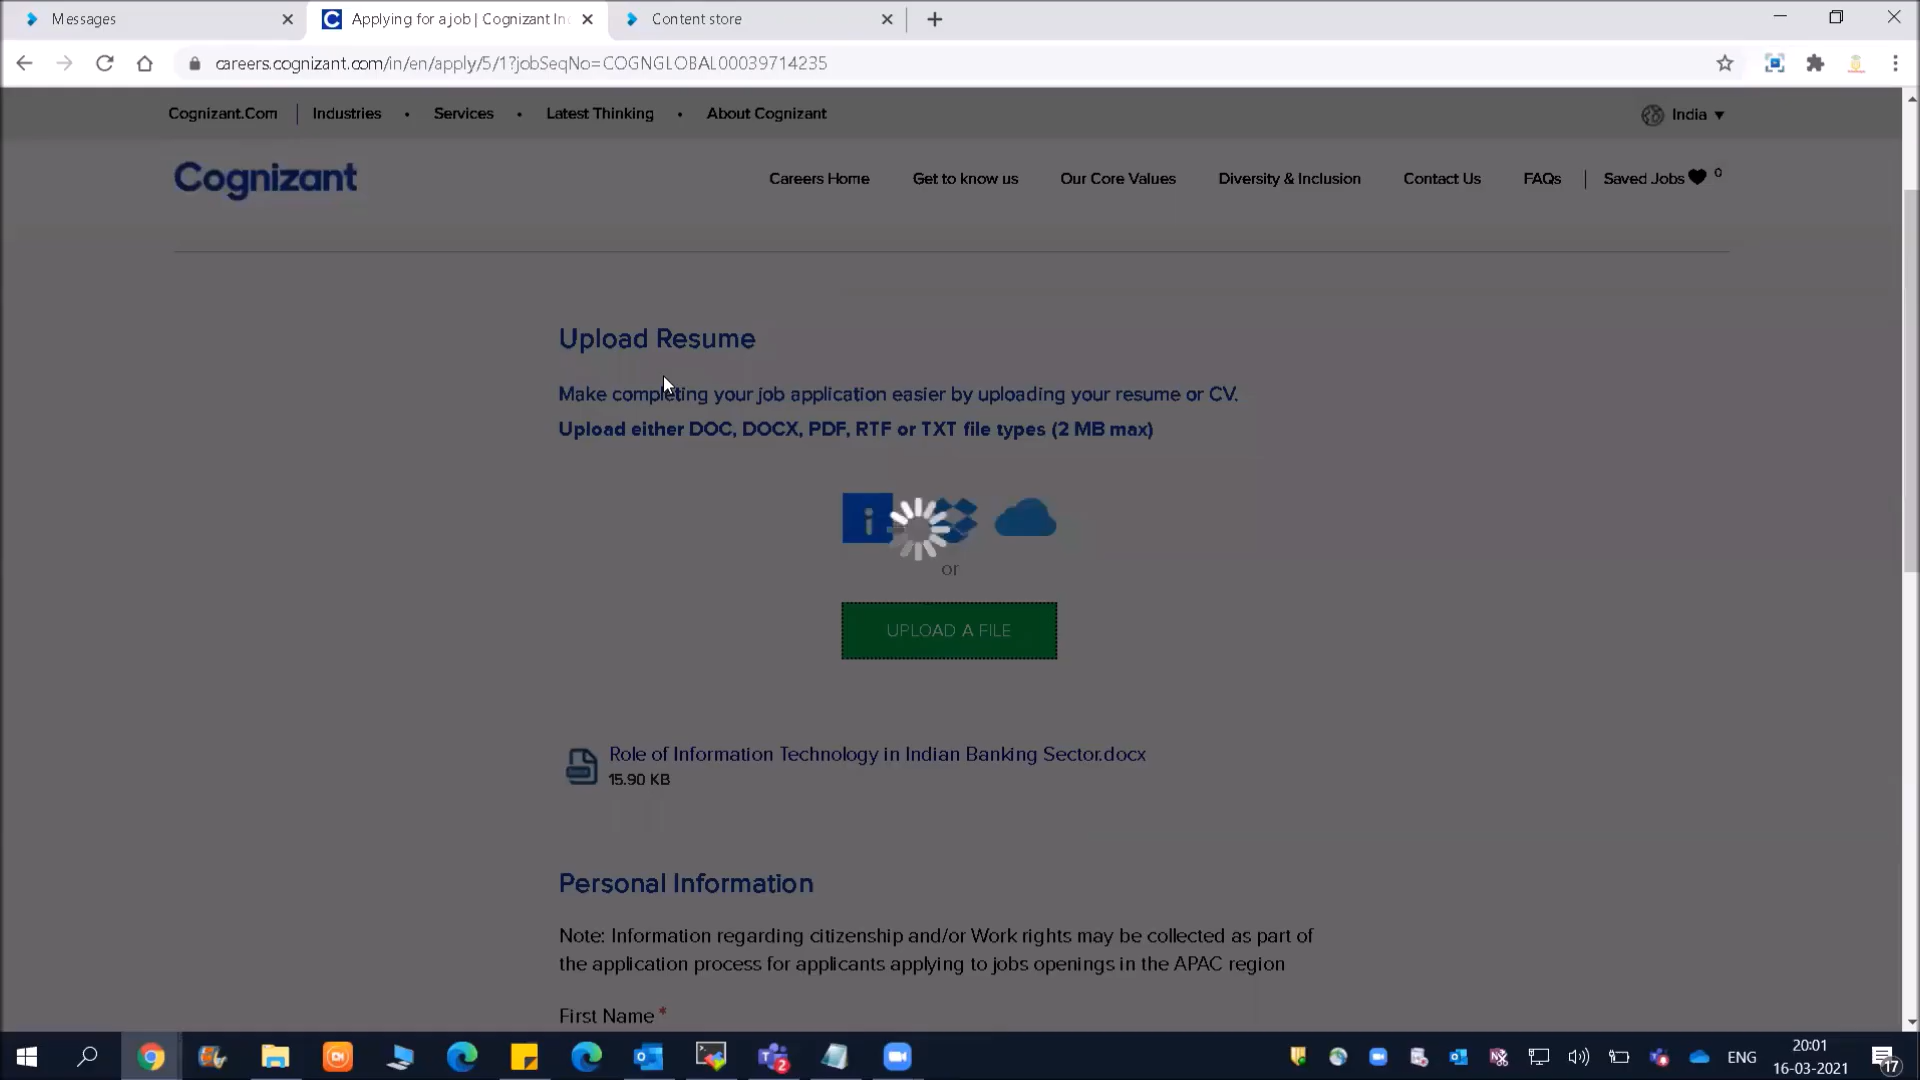 Messages
Applying for a job | Cognizant In
Content store
careers.cognizant.com/in/en/apply/5/1?jobSeqNo=COGNGLOBAL00039714235
Cognizant.Com | Industries • Services • Latest Thinking • About Cognizant
India
Cognizant
Careers Home Get to know us Our Core Values Diversity & Inclusion Contact Us FAQs | Saved Jobs 0
Upload Resume
Make completing your job application easier by uploading your resume or CV.
Upload either DOC, DOCX, PDF, RTF or TXT file types (2 MB max)
or
UPLOAD A FILE
Role of Information Technology in Indian Banking Sector.docx
15.90 KB
Personal Information
Note: Information regarding citizenship and/or Work rights may be collected as part of
the application process for applicants applying to jobs openings in the APAC region
First Name *
2
ENG
20:01
16-03-2021
17